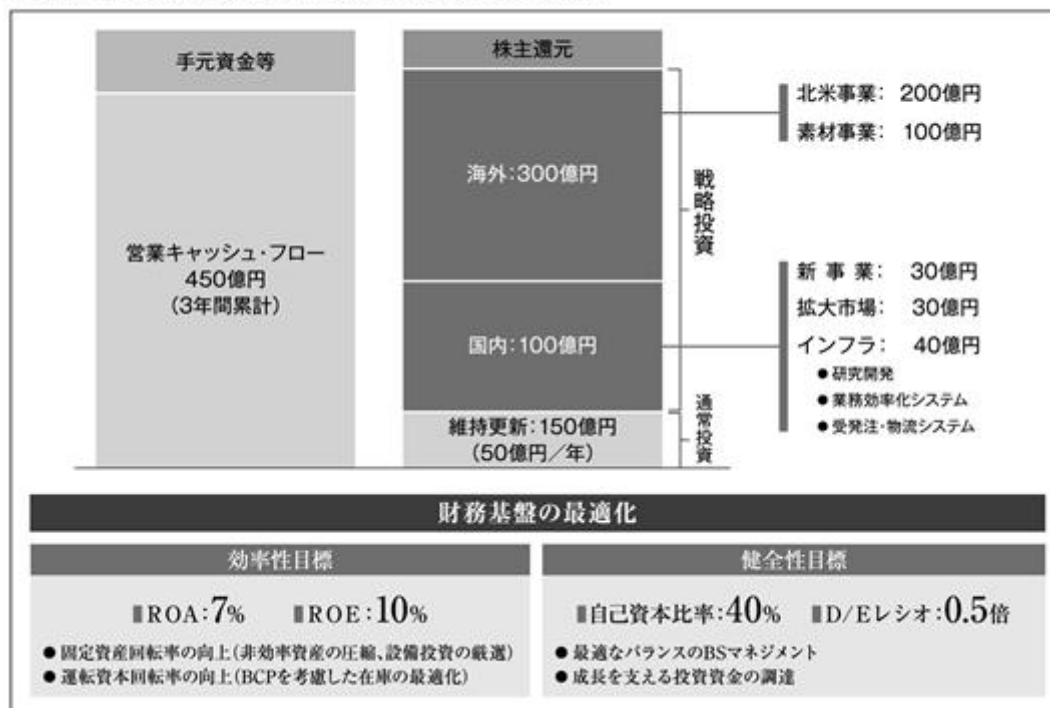 手元資金等
営業キャッシュ・フロー
450億円
(3年間累計)
株主還元
海外:300億円
国内:100億円
維持更新:150億円
(50億円/年)
戦略投資
通常投資
北米事業: 200億円
素材事業: 100億円
新事業: 30億円
拡大市場: 30億円
インフラ: 40億円
●研究開発
●業務効率化システム
●受発注・物流システム
財務基盤の最適化
効率性目標
■ROA:7% ■ROE:10%
●固定資産回転率の向上(非効率資産の圧縮、設備投資の厳選)
●運転資本回転率の向上(BCPを考慮した在庫の最適化)
健全性目標
■自己資本比率:40% ■D/Eレシオ:0.5倍
●最適なバランスのBSマネジメント
●成長を支える投資資金の調達